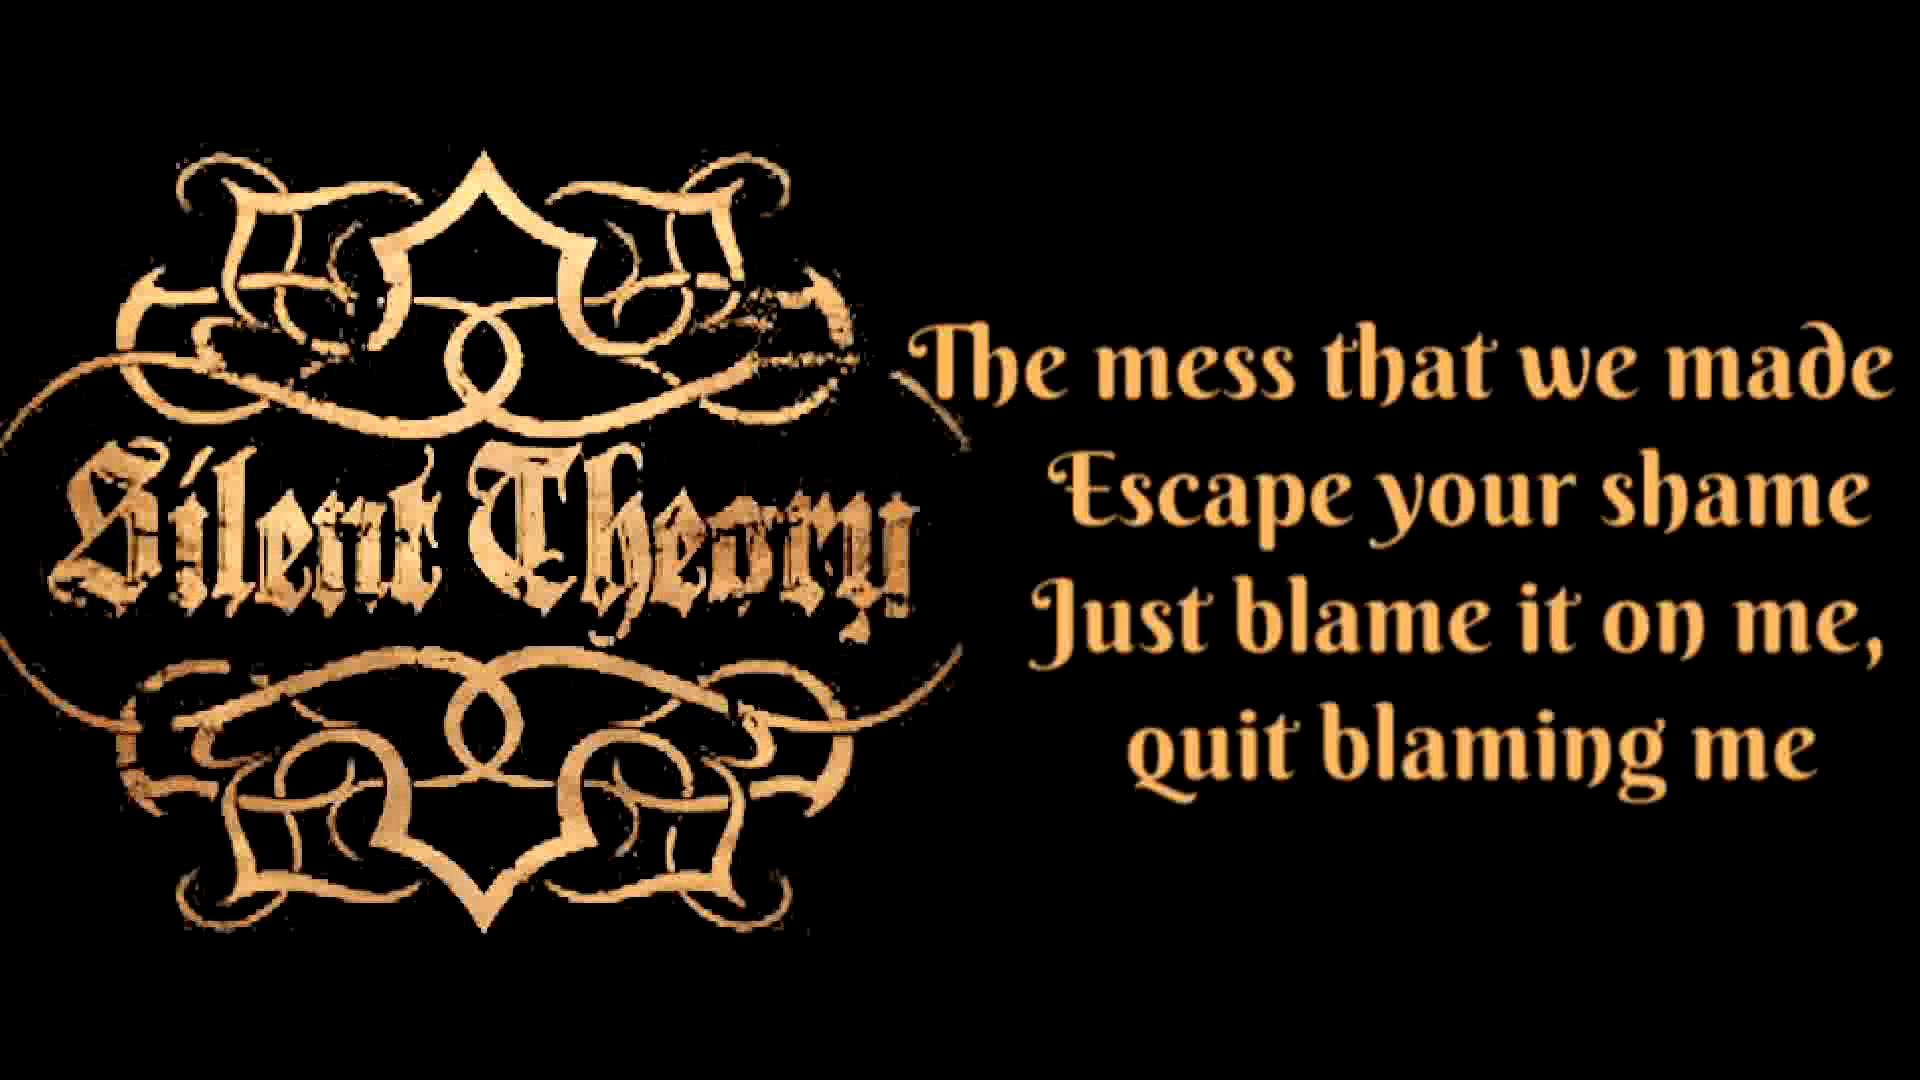 Silent Theory
The mess that we made
Escape your shame
Just blame it on me,
quit blaming me